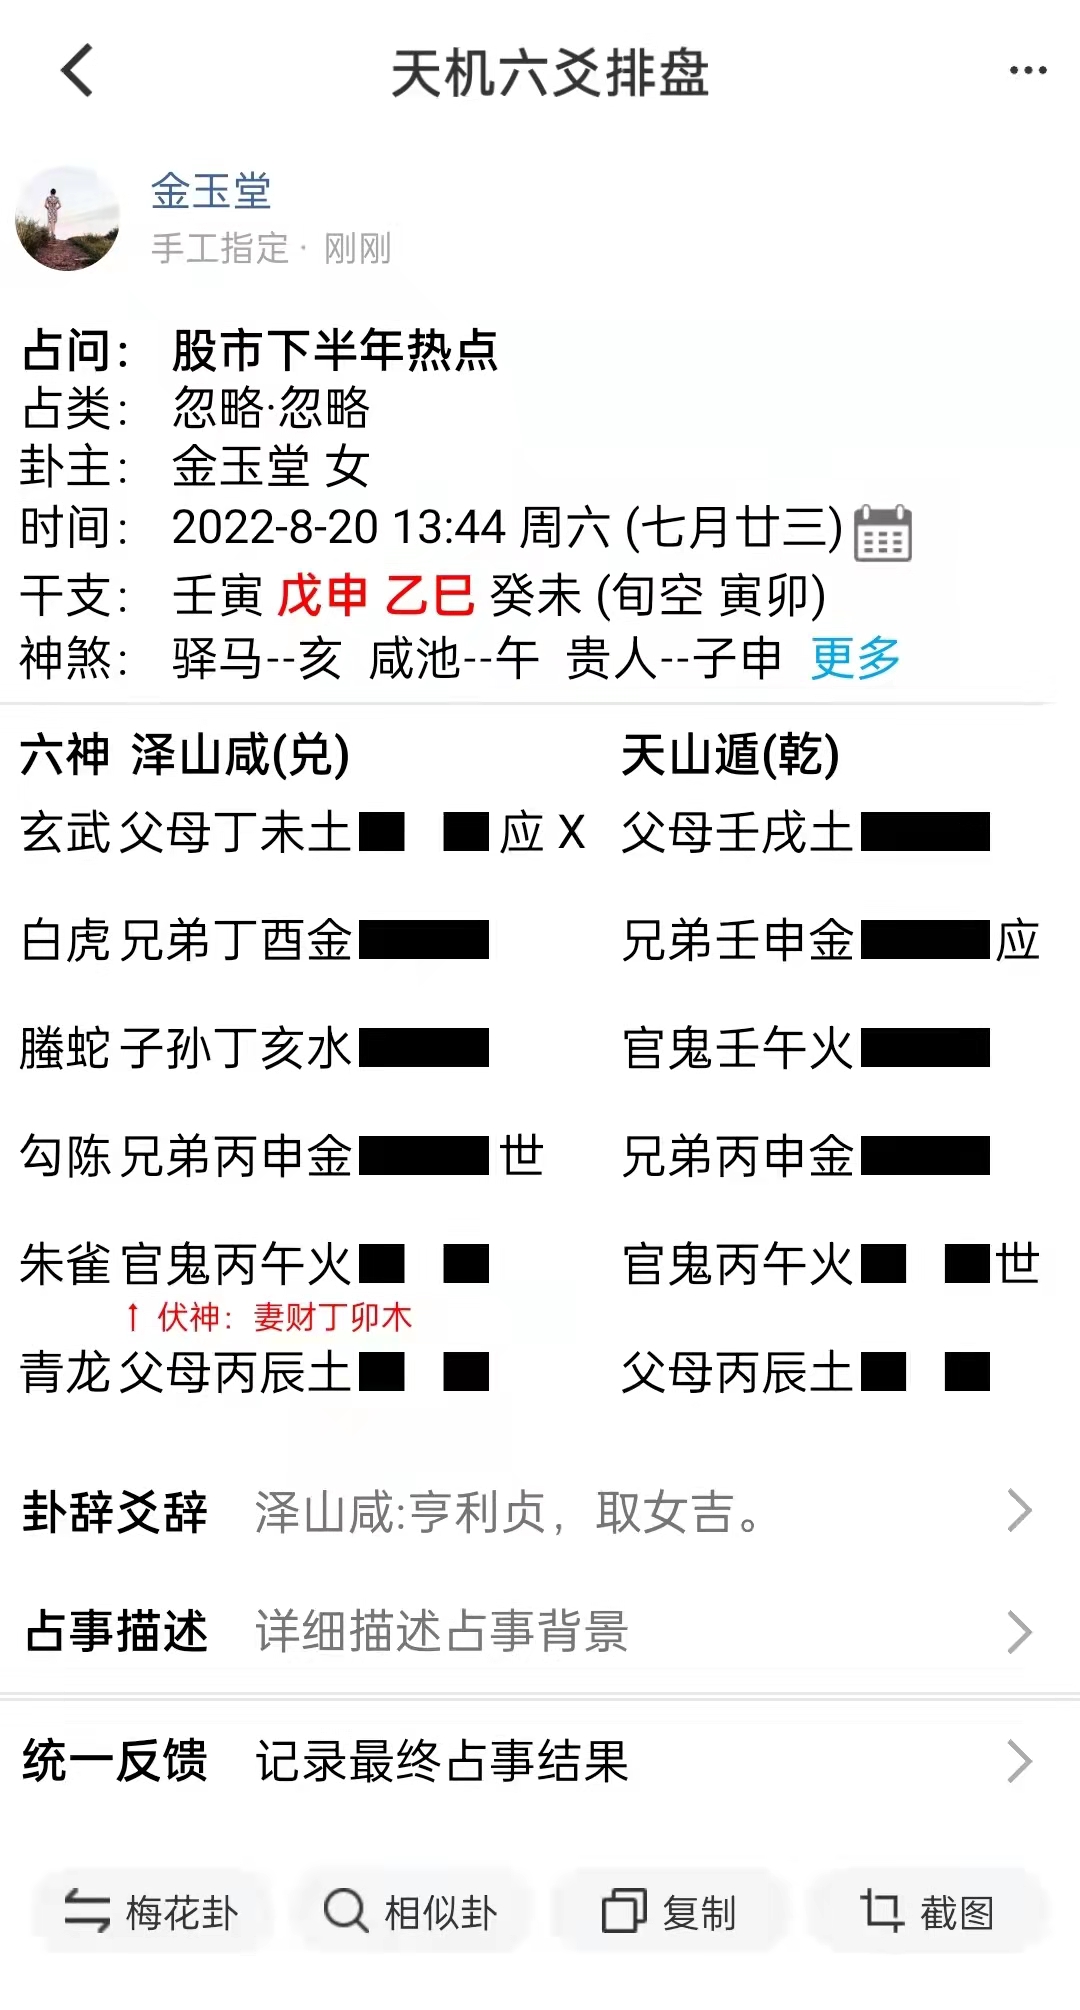 天机六爻排盘
金玉堂
手工指定· 刚刚
占问： 股市下半年热点
占类： 忽略·忽略
卦主： 金玉堂 女
时间： 2022-8-20 13:44 周六 (七月廿三)
干支： 壬寅 戊申 乙巳 癸未 (旬空 寅卯)
神煞： 驿马--亥 咸池--午 贵人--子申 更多
六神 泽山咸(兑) 天山遁(乾)
玄武 父母丁未土 应 X 父母壬戌土
白虎 兄弟丁酉金 兄弟壬申金 应
螣蛇 子孙丁亥水 官鬼壬午火
勾陈 兄弟丙申金 世 兄弟丙申金
朱雀 官鬼丙午火 官鬼丙午火 世
↑ 伏神：妻财丁卯木
青龙 父母丙辰土 父母丙辰土
卦辞爻辞 泽山咸:亨利贞，取女吉。
占事描述 详细描述占事背景
统一反馈 记录最终占事结果
梅花卦 相似卦 复制 截图